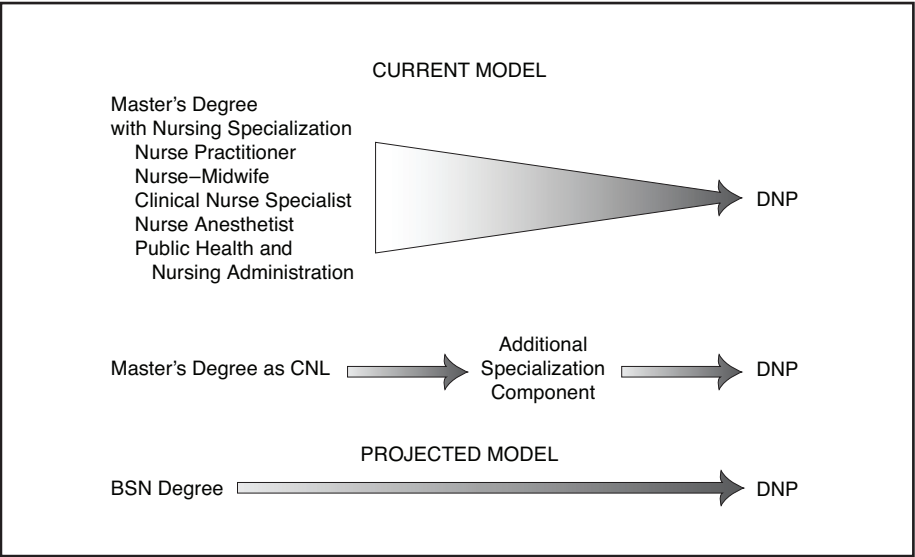 CURRENT MODEL
Master’s Degree
with Nursing Specialization
Nurse Practitioner
Nurse–Midwife
Clinical Nurse Specialist
Nurse Anesthetist
Public Health and
Nursing Administration
DNP
Master’s Degree as CNL
Additional
Specialization
Component
DNP
PROJECTED MODEL
BSN Degree
DNP